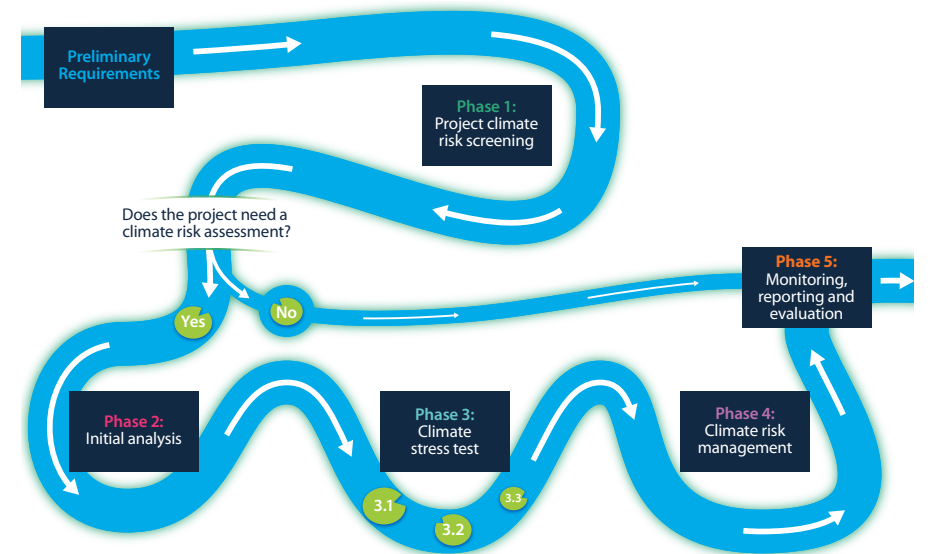 Preliminary
Requirements
Phase 1:
Project climate
risk screening
Does the project need a
climate risk assessment?
Yes
No
Phase 5:
Monitoring,
reporting and
evaluation
Phase 2:
Initial analysis
Phase 3:
Climate
stress test
3.1
3.2
3.3
Phase 4:
Climate risk
management